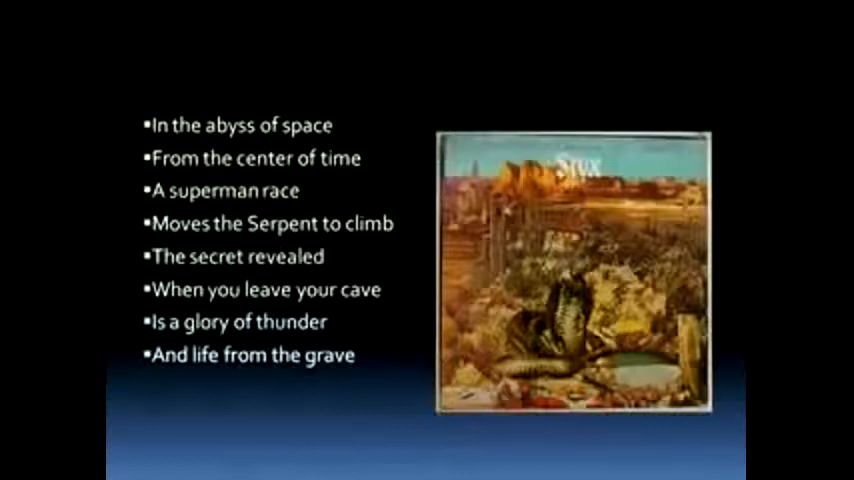 ▪In the abyss of space
▪From the center of time
▪A superman race
▪Moves the Serpent to climb
▪The secret revealed
▪When you leave your cave
▪Is a glory of thunder
▪And life from the grave
Styx